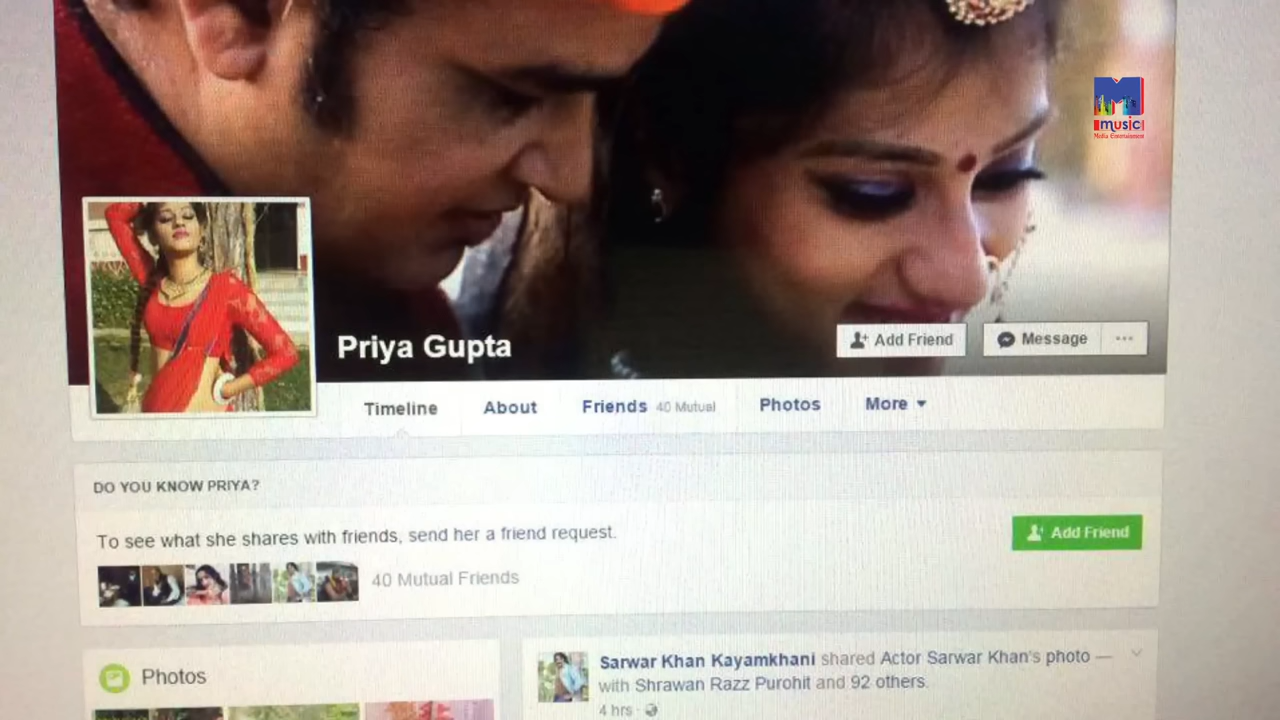 M
music
Media Entertainment
Priya Gupta
Add Friend
Message
Timeline
About
Friends 40 Mutual
Photos
More
DO YOU KNOW PRIYA?
To see what she shares with friends, send her a friend request.
Add Friend
40 Mutual Friends
Photos
Sarwar Khan Kayamkhani shared Actor Sarwar Khan's photo —
with Shrawan Razz Purohit and 92 others.
4 hrs ·